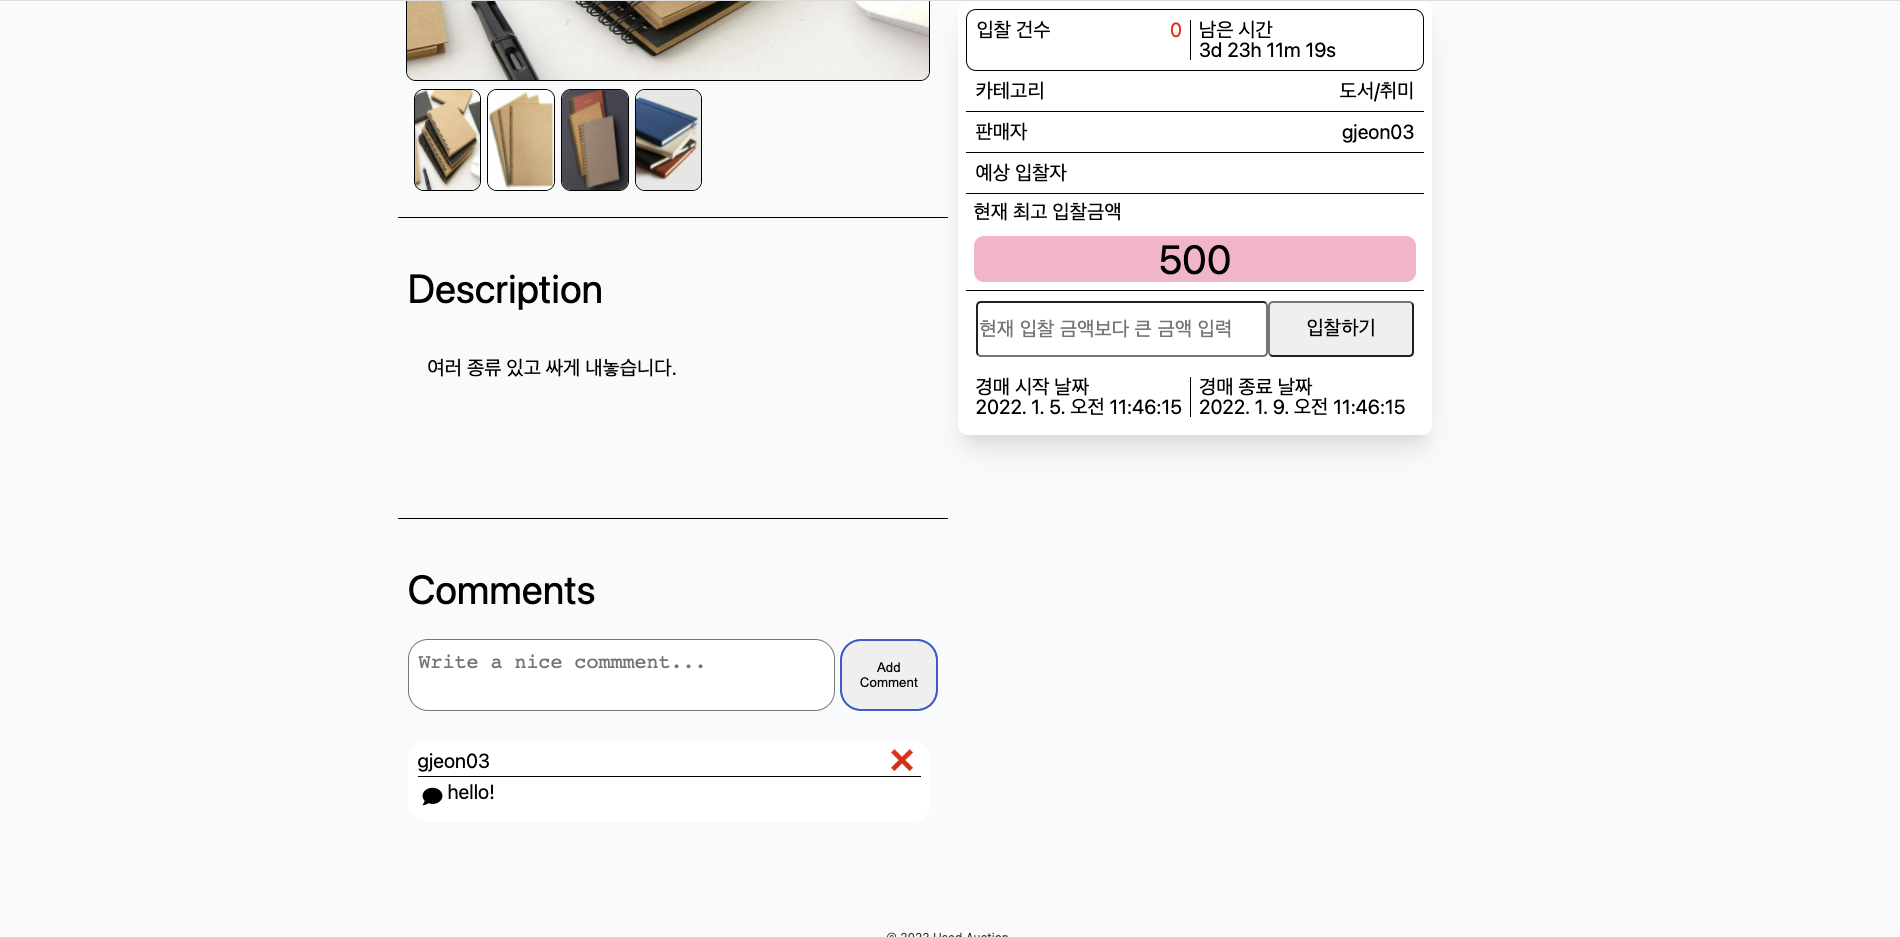 입찰 건수
0
남은 시간
3d 23h 11m 19s
카테고리
도서/취미
판매자
gjeon03
예상 입찰자
현재 최고 입찰금액
500
현재 입찰 금액보다 큰 금액 입력
입찰하기
경매 시작 날짜
2022. 1. 5. 오전 11:46:15
경매 종료 날짜
2022. 1. 9. 오전 11:46:15
Description
여러 종류 있고 싸게 내놓습니다.
Comments
Write a nice commment...
Add
Comment
gjeon03
hello!
© 2022 Used Auction